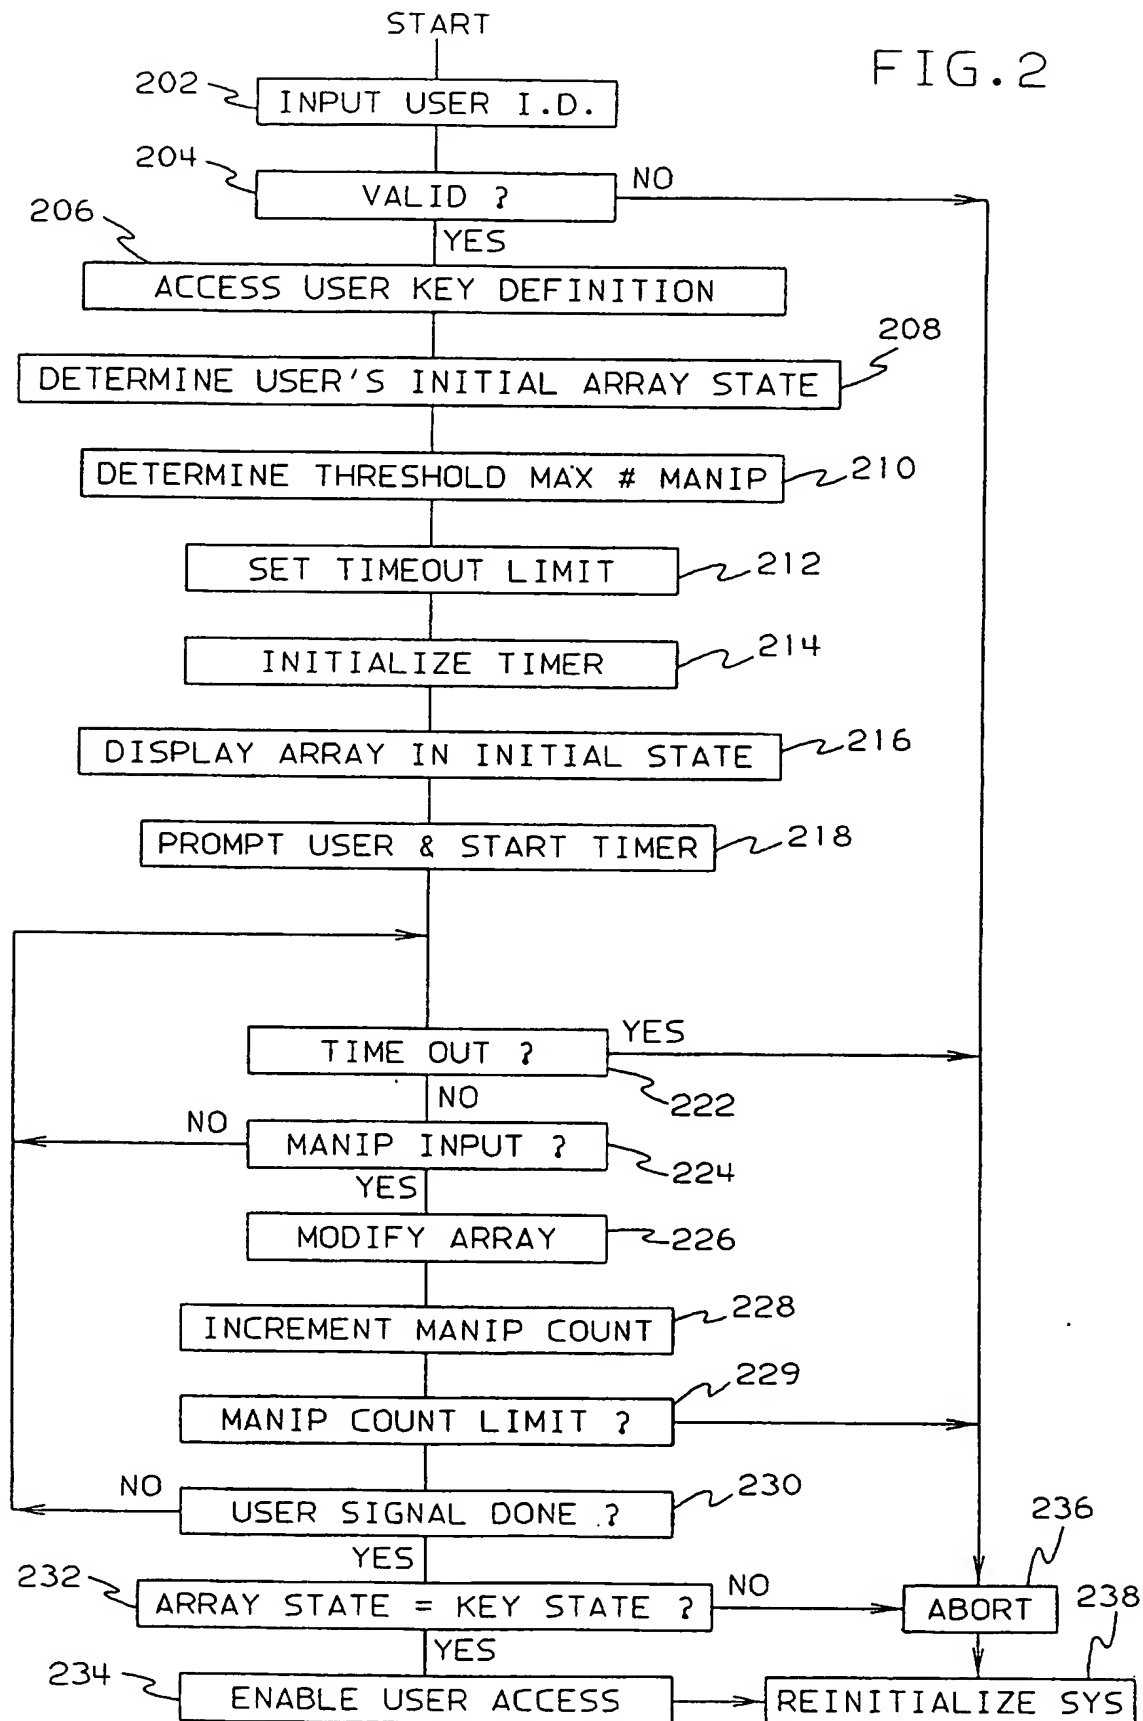 START
FIG.2
202
INPUT USER I.D.
204
VALID ?
NO
206
YES
ACCESS USER KEY DEFINITION
208
DETERMINE USER'S INITIAL ARRAY STATE
DETERMINE THRESHOLD MAX # MANIP
210
SET TIMEOUT LIMIT
212
INITIALIZE TIMER
214
DISPLAY ARRAY IN INITIAL STATE
216
PROMPT USER & START TIMER
218
TIME OUT ?
YES
222
NO
NO
MANIP INPUT ?
224
YES
MODIFY ARRAY
226
INCREMENT MANIP COUNT
228
229
MANIP COUNT LIMIT ?
NO
USER SIGNAL DONE ?
230
YES
236
232
ARRAY STATE = KEY STATE ?
NO
ABORT
238
YES
234
ENABLE USER ACCESS
REINITIALIZE SYS